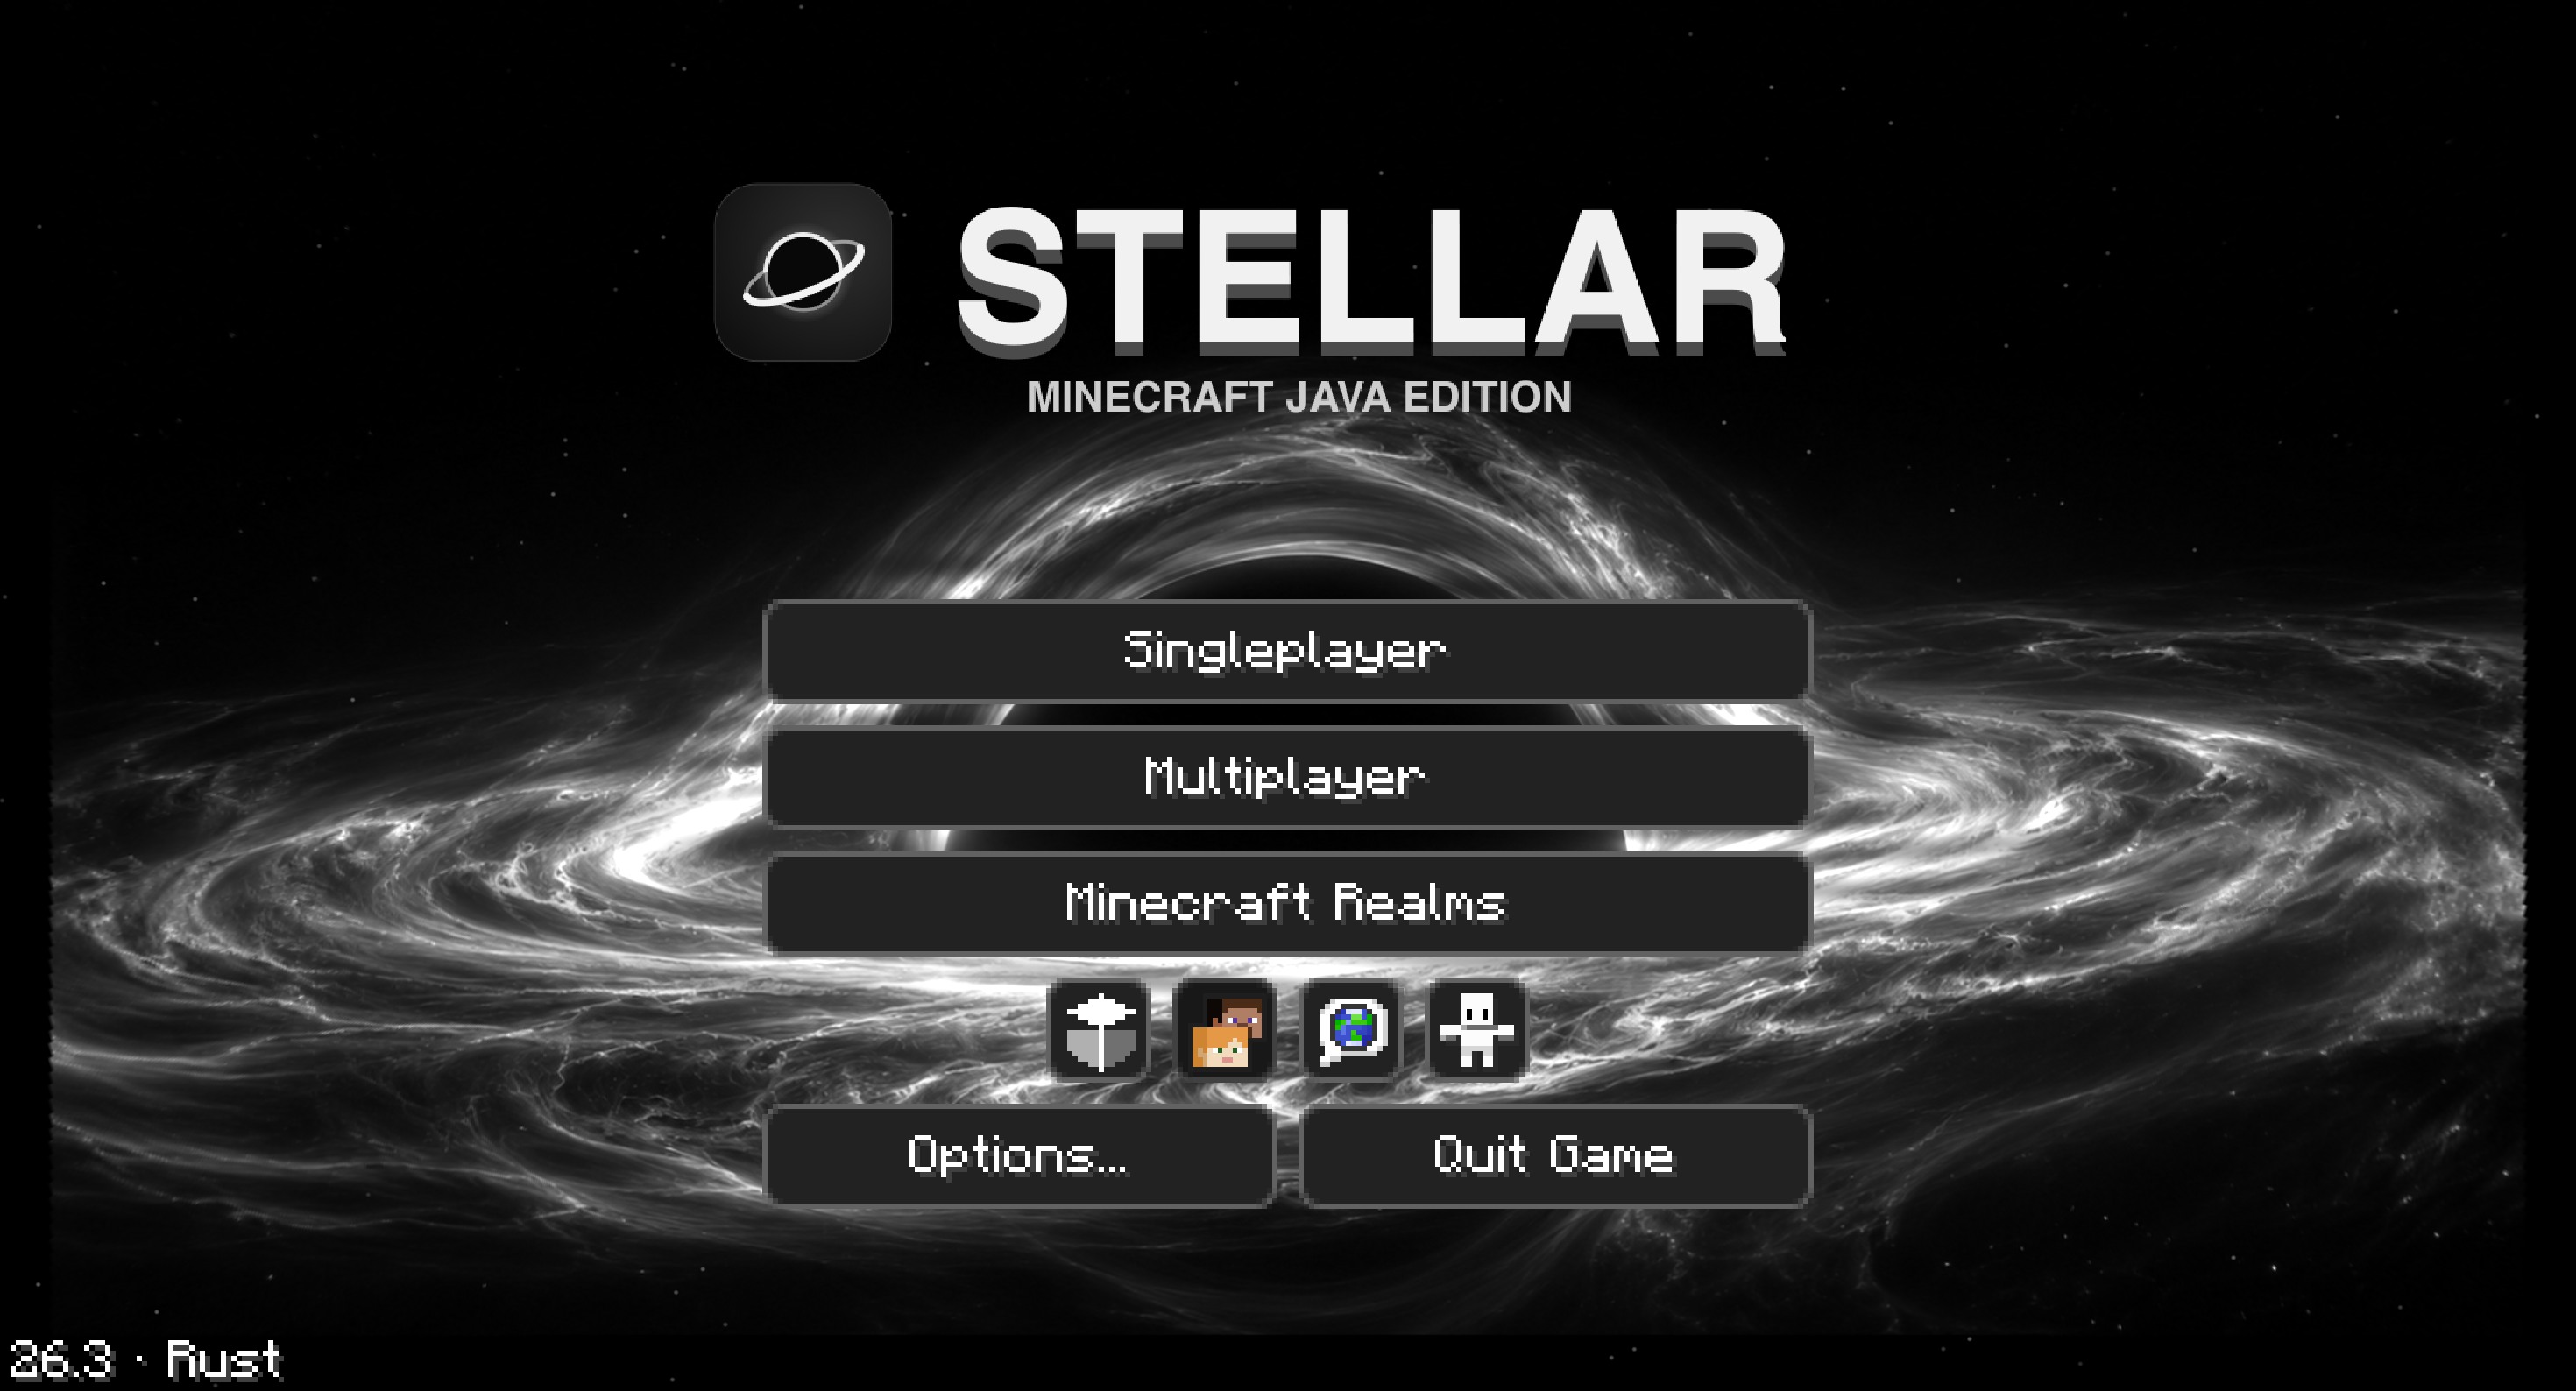 STELLAR
MINECRAFT JAVA EDITION
Singleplayer
Multiplayer
Minecraft Realms
Options...
Quit Game
26.3 · Rust